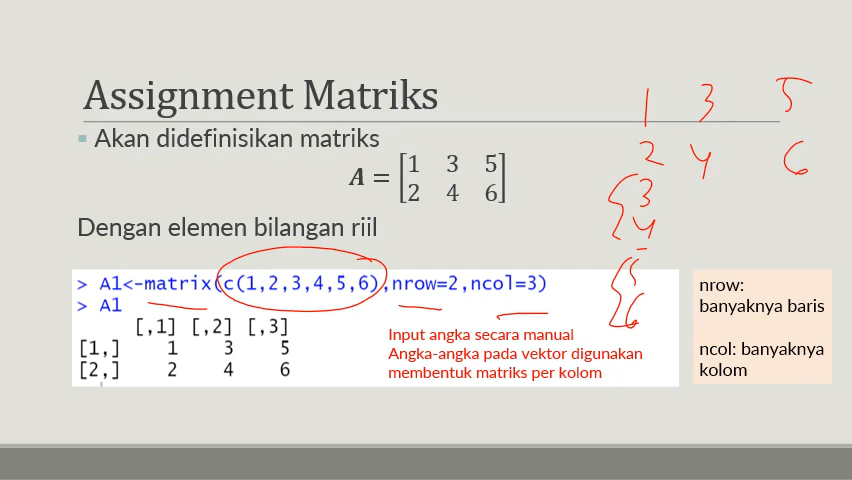 Assignment Matriks
Akan didefinisikan matriks
A = [1 3 5
2 4 6]
Dengan elemen bilangan riil
> A1<-matrix(c(1,2,3,4,5,6),nrow=2,ncol=3)
> A1
[,1] [,2] [,3]
[1,] 1 3 5
[2,] 2 4 6
Input angka secara manual
Angka-angka pada vektor digunakan
membentuk matriks per kolom
nrow:
banyaknya baris
ncol: banyaknya
kolom
1 3 5
2 4 6
3
4
5
6